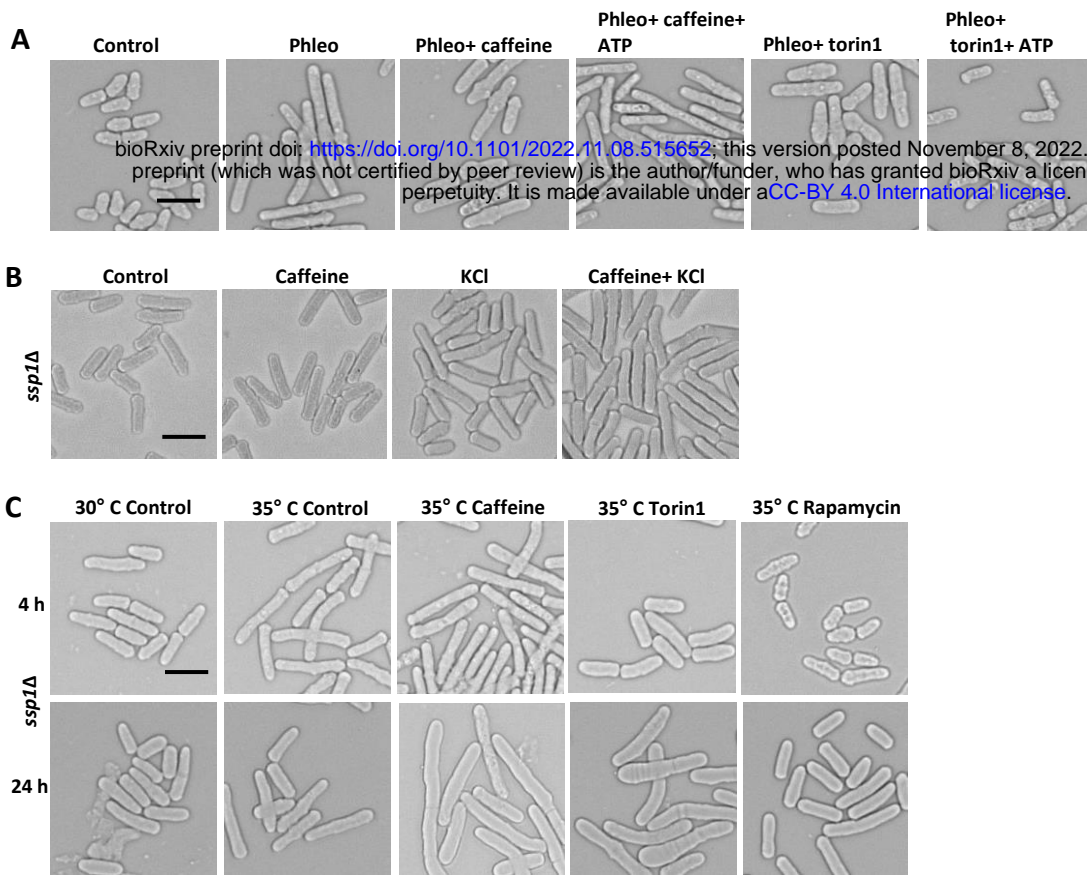 A
Control
Phleo
Phleo+ caffeine
Phleo+ caffeine+
ATP
Phleo+ torin1
Phleo+
torin1+ ATP
bioRxiv preprint doi: https://doi.org/10.1101/2022.11.08.515652; this version posted November 8, 2022.
preprint (which was not certified by peer review) is the author/funder, who has granted bioRxiv a licen
perpetuity. It is made available under aCC-BY 4.0 International license.
B
Control
Caffeine
KCl
Caffeine+ KCl
ssp1Δ
C
30° C Control
35° C Control
35° C Caffeine
35° C Torin1
35° C Rapamycin
4 h
ssp1Δ
24 h